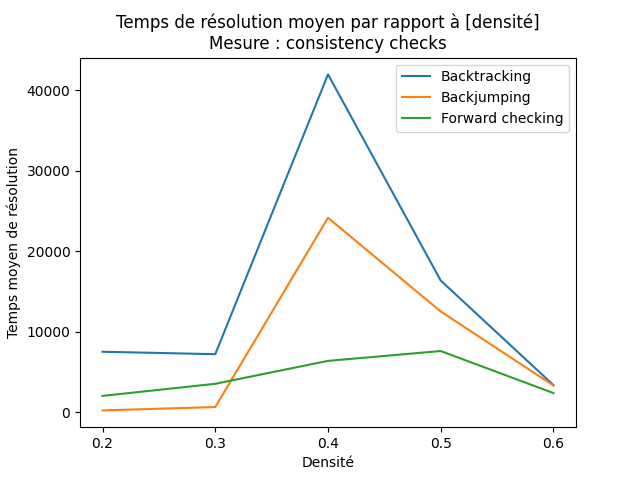 Temps de résolution moyen par rapport à [densité]
Mesure : consistency checks
Backtracking
Backjumping
Forward checking
Temps moyen de résolution
40000
30000
20000
10000
0
0.2
0.3
0.4
0.5
0.6
Densité